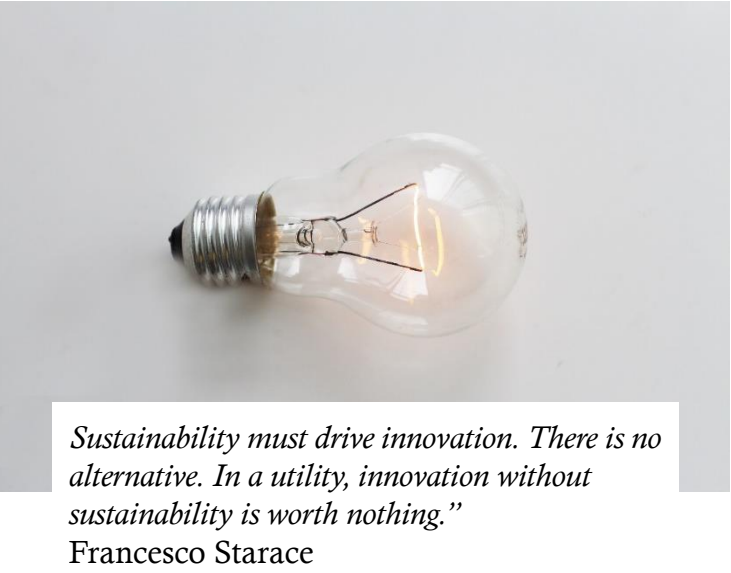 Sustainability must drive innovation. There is no
alternative. In a utility, innovation without
sustainability is worth nothing.”
Francesco Starace